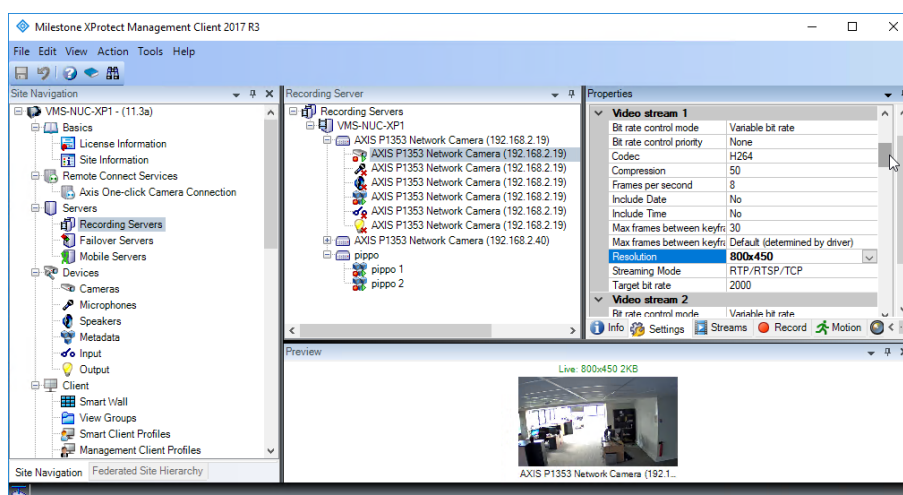 Milestone XProtect Management Client 2017 R3
File Edit View Action Tools Help
Site Navigation
VMS-NUC-XP1 - (11.3a)
Basics
License Information
Site Information
Remote Connect Services
Axis One-click Camera Connection
Servers
Recording Servers
Failover Servers
Mobile Servers
Devices
Cameras
Microphones
Speakers
Metadata
Input
Output
Client
Smart Wall
View Groups
Smart Client Profiles
Management Client Profiles
Site Navigation Federated Site Hierarchy
Recording Server
Recording Servers
VMS-NUC-XP1
AXIS P1353 Network Camera (192.168.2.19)
AXIS P1353 Network Camera (192.168.2.19)
AXIS P1353 Network Camera (192.168.2.19)
AXIS P1353 Network Camera (192.168.2.19)
AXIS P1353 Network Camera (192.168.2.19)
AXIS P1353 Network Camera (192.168.2.19)
AXIS P1353 Network Camera (192.168.2.19)
AXIS P1353 Network Camera (192.168.2.40)
pippo
pippo 1
pippo 2
Properties
Video stream 1
Bit rate control mode Variable bit rate
Bit rate control priority None
Codec H264
Compression 50
Frames per second 8
Include Date No
Include Time No
Max frames between keyfra 30
Max frames between keyfra Default (determined by driver)
Resolution 800x450
Streaming Mode RTP/RTSP/TCP
Target bit rate 2000
Video stream 2
Bit rate control mode Variable bit rate
Info Settings Streams Record Motion
Preview
Live: 800x450 2KB
AXIS P1353 Network Camera (192.1...